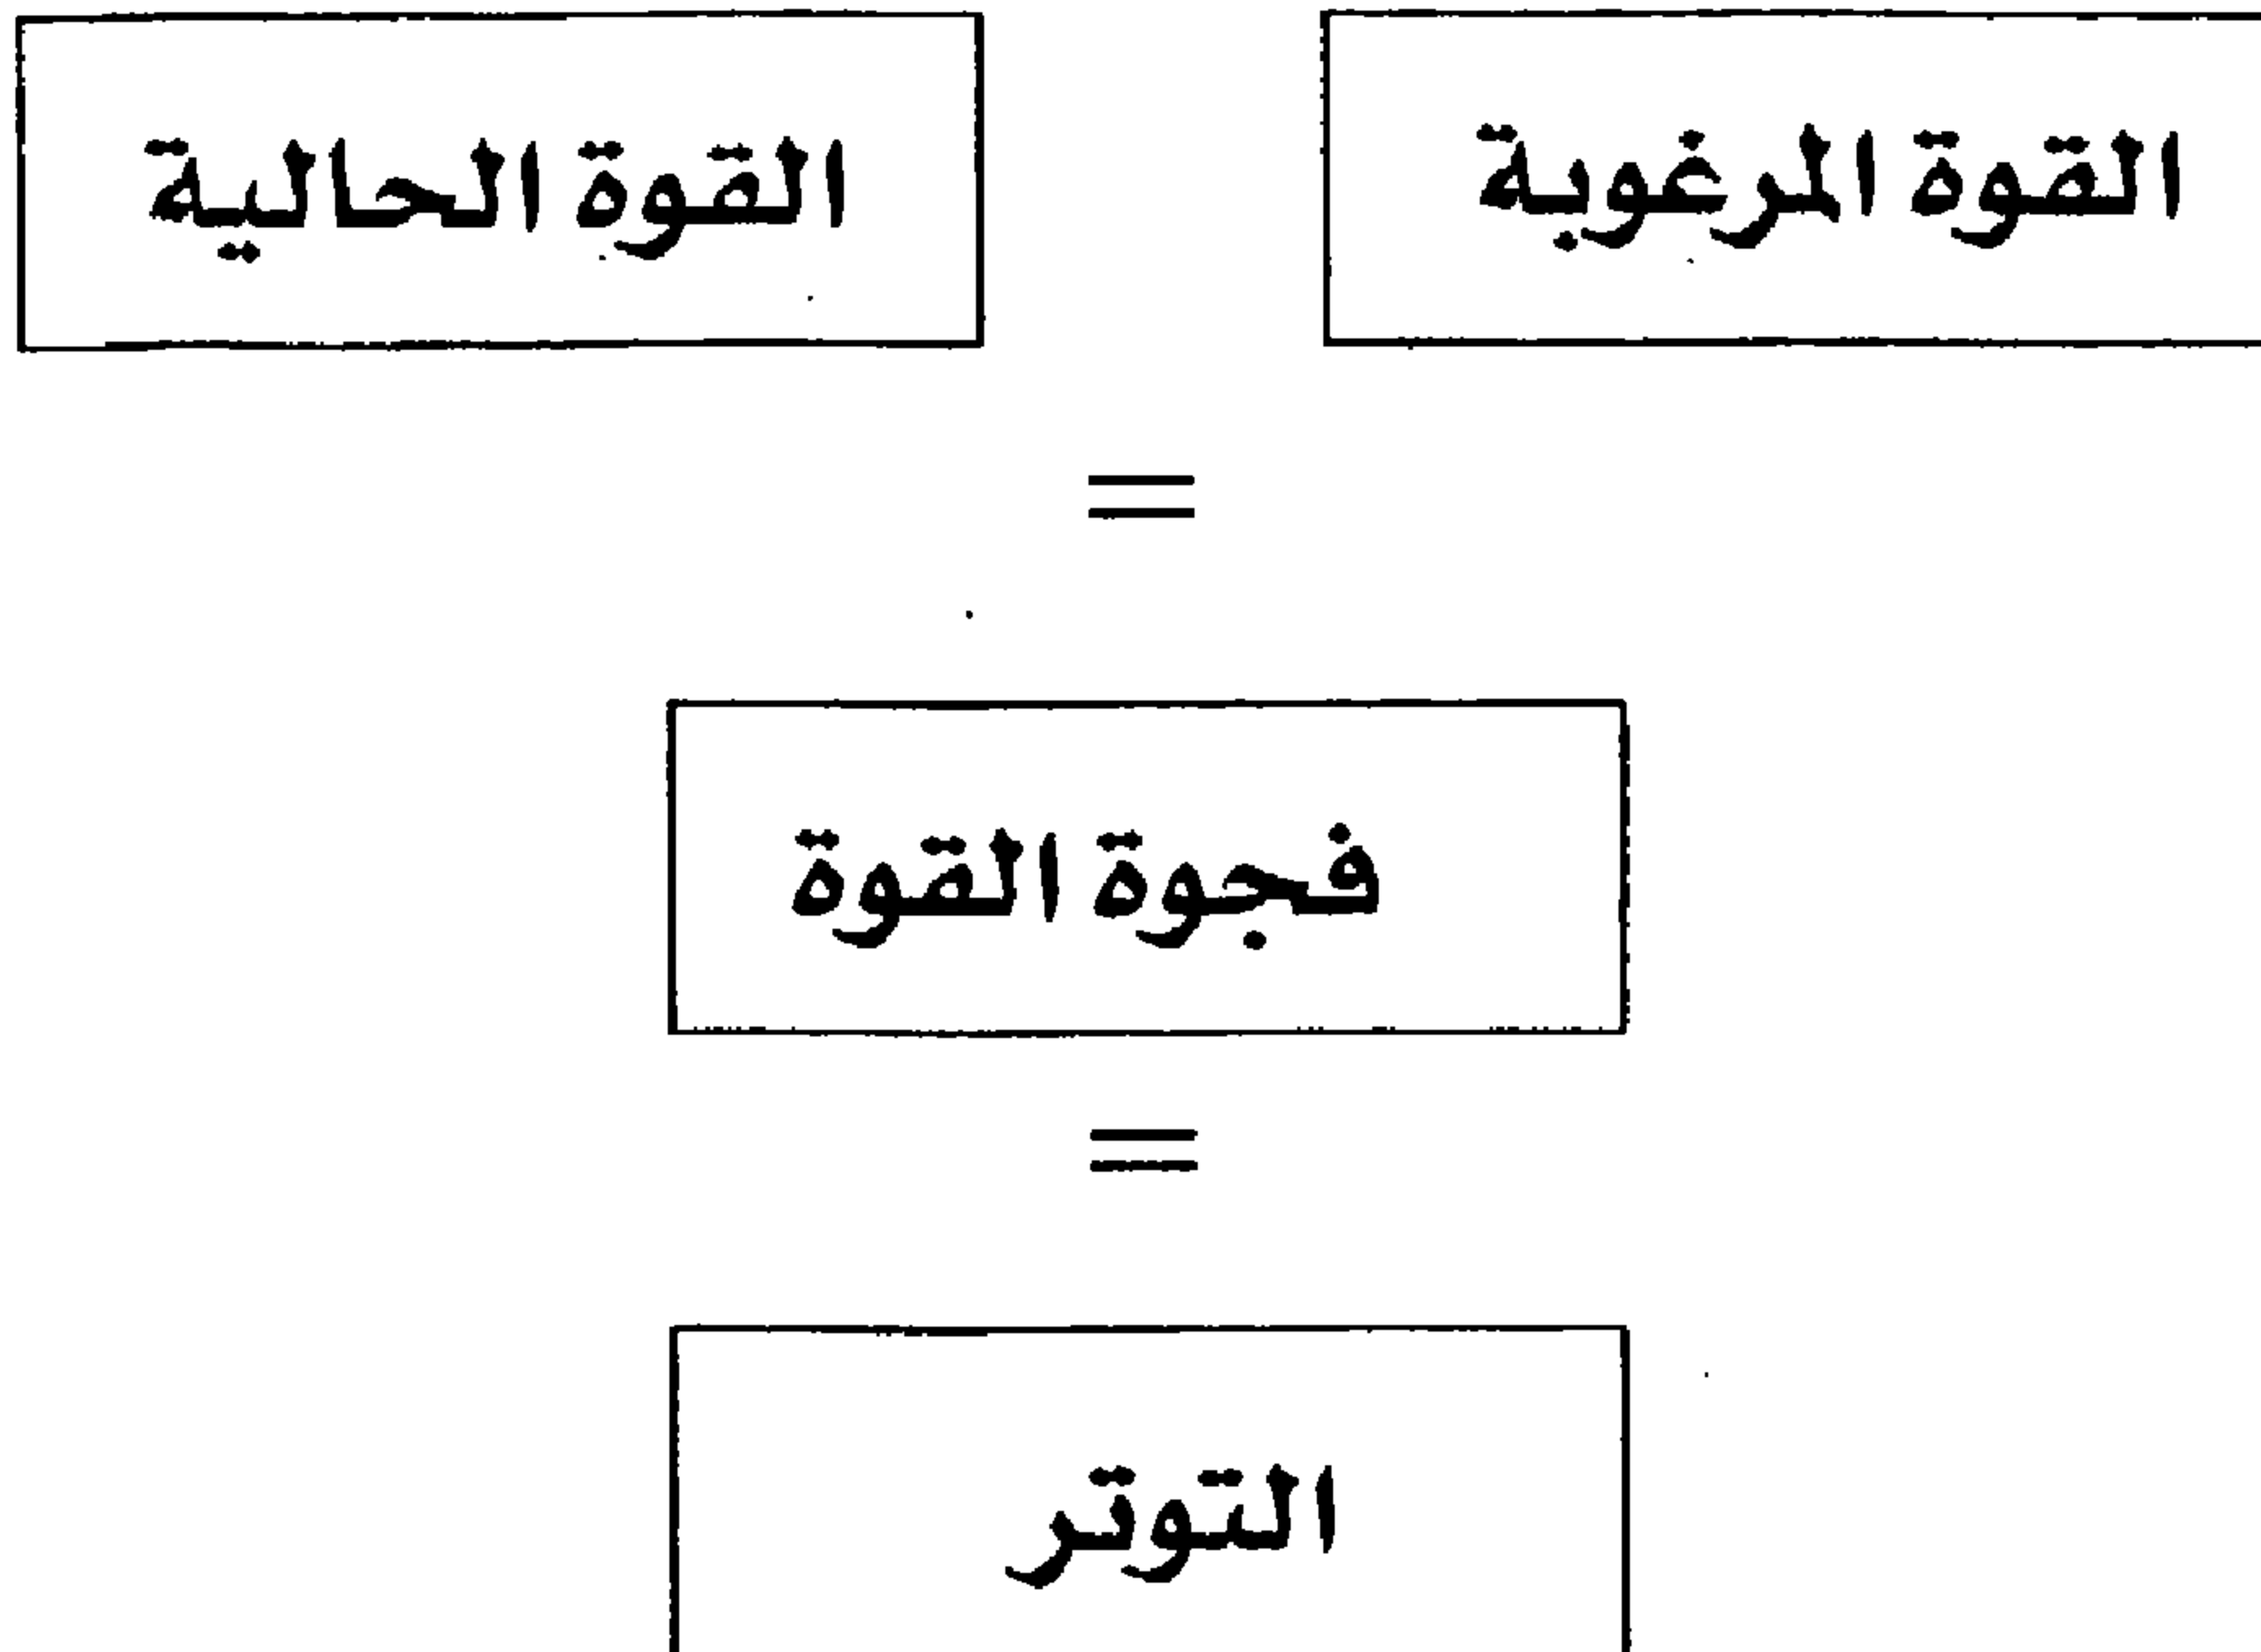 القوة المرغوبة القوة الحالية
=
فجوة القوة
=
التوتر